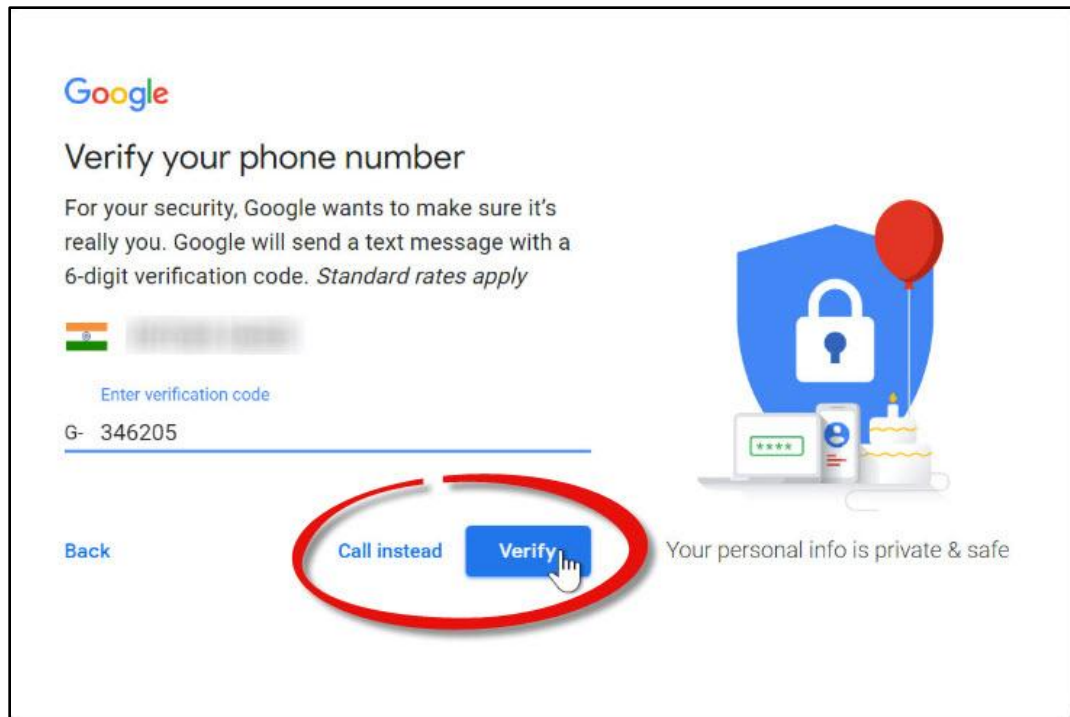 Google
Verify your phone number
For your security, Google wants to make sure it's
really you. Google will send a text message with a
6-digit verification code. Standard rates apply
Enter verification code
G- 346205
****
Back
Call instead
Verify
Your personal info is private & safe